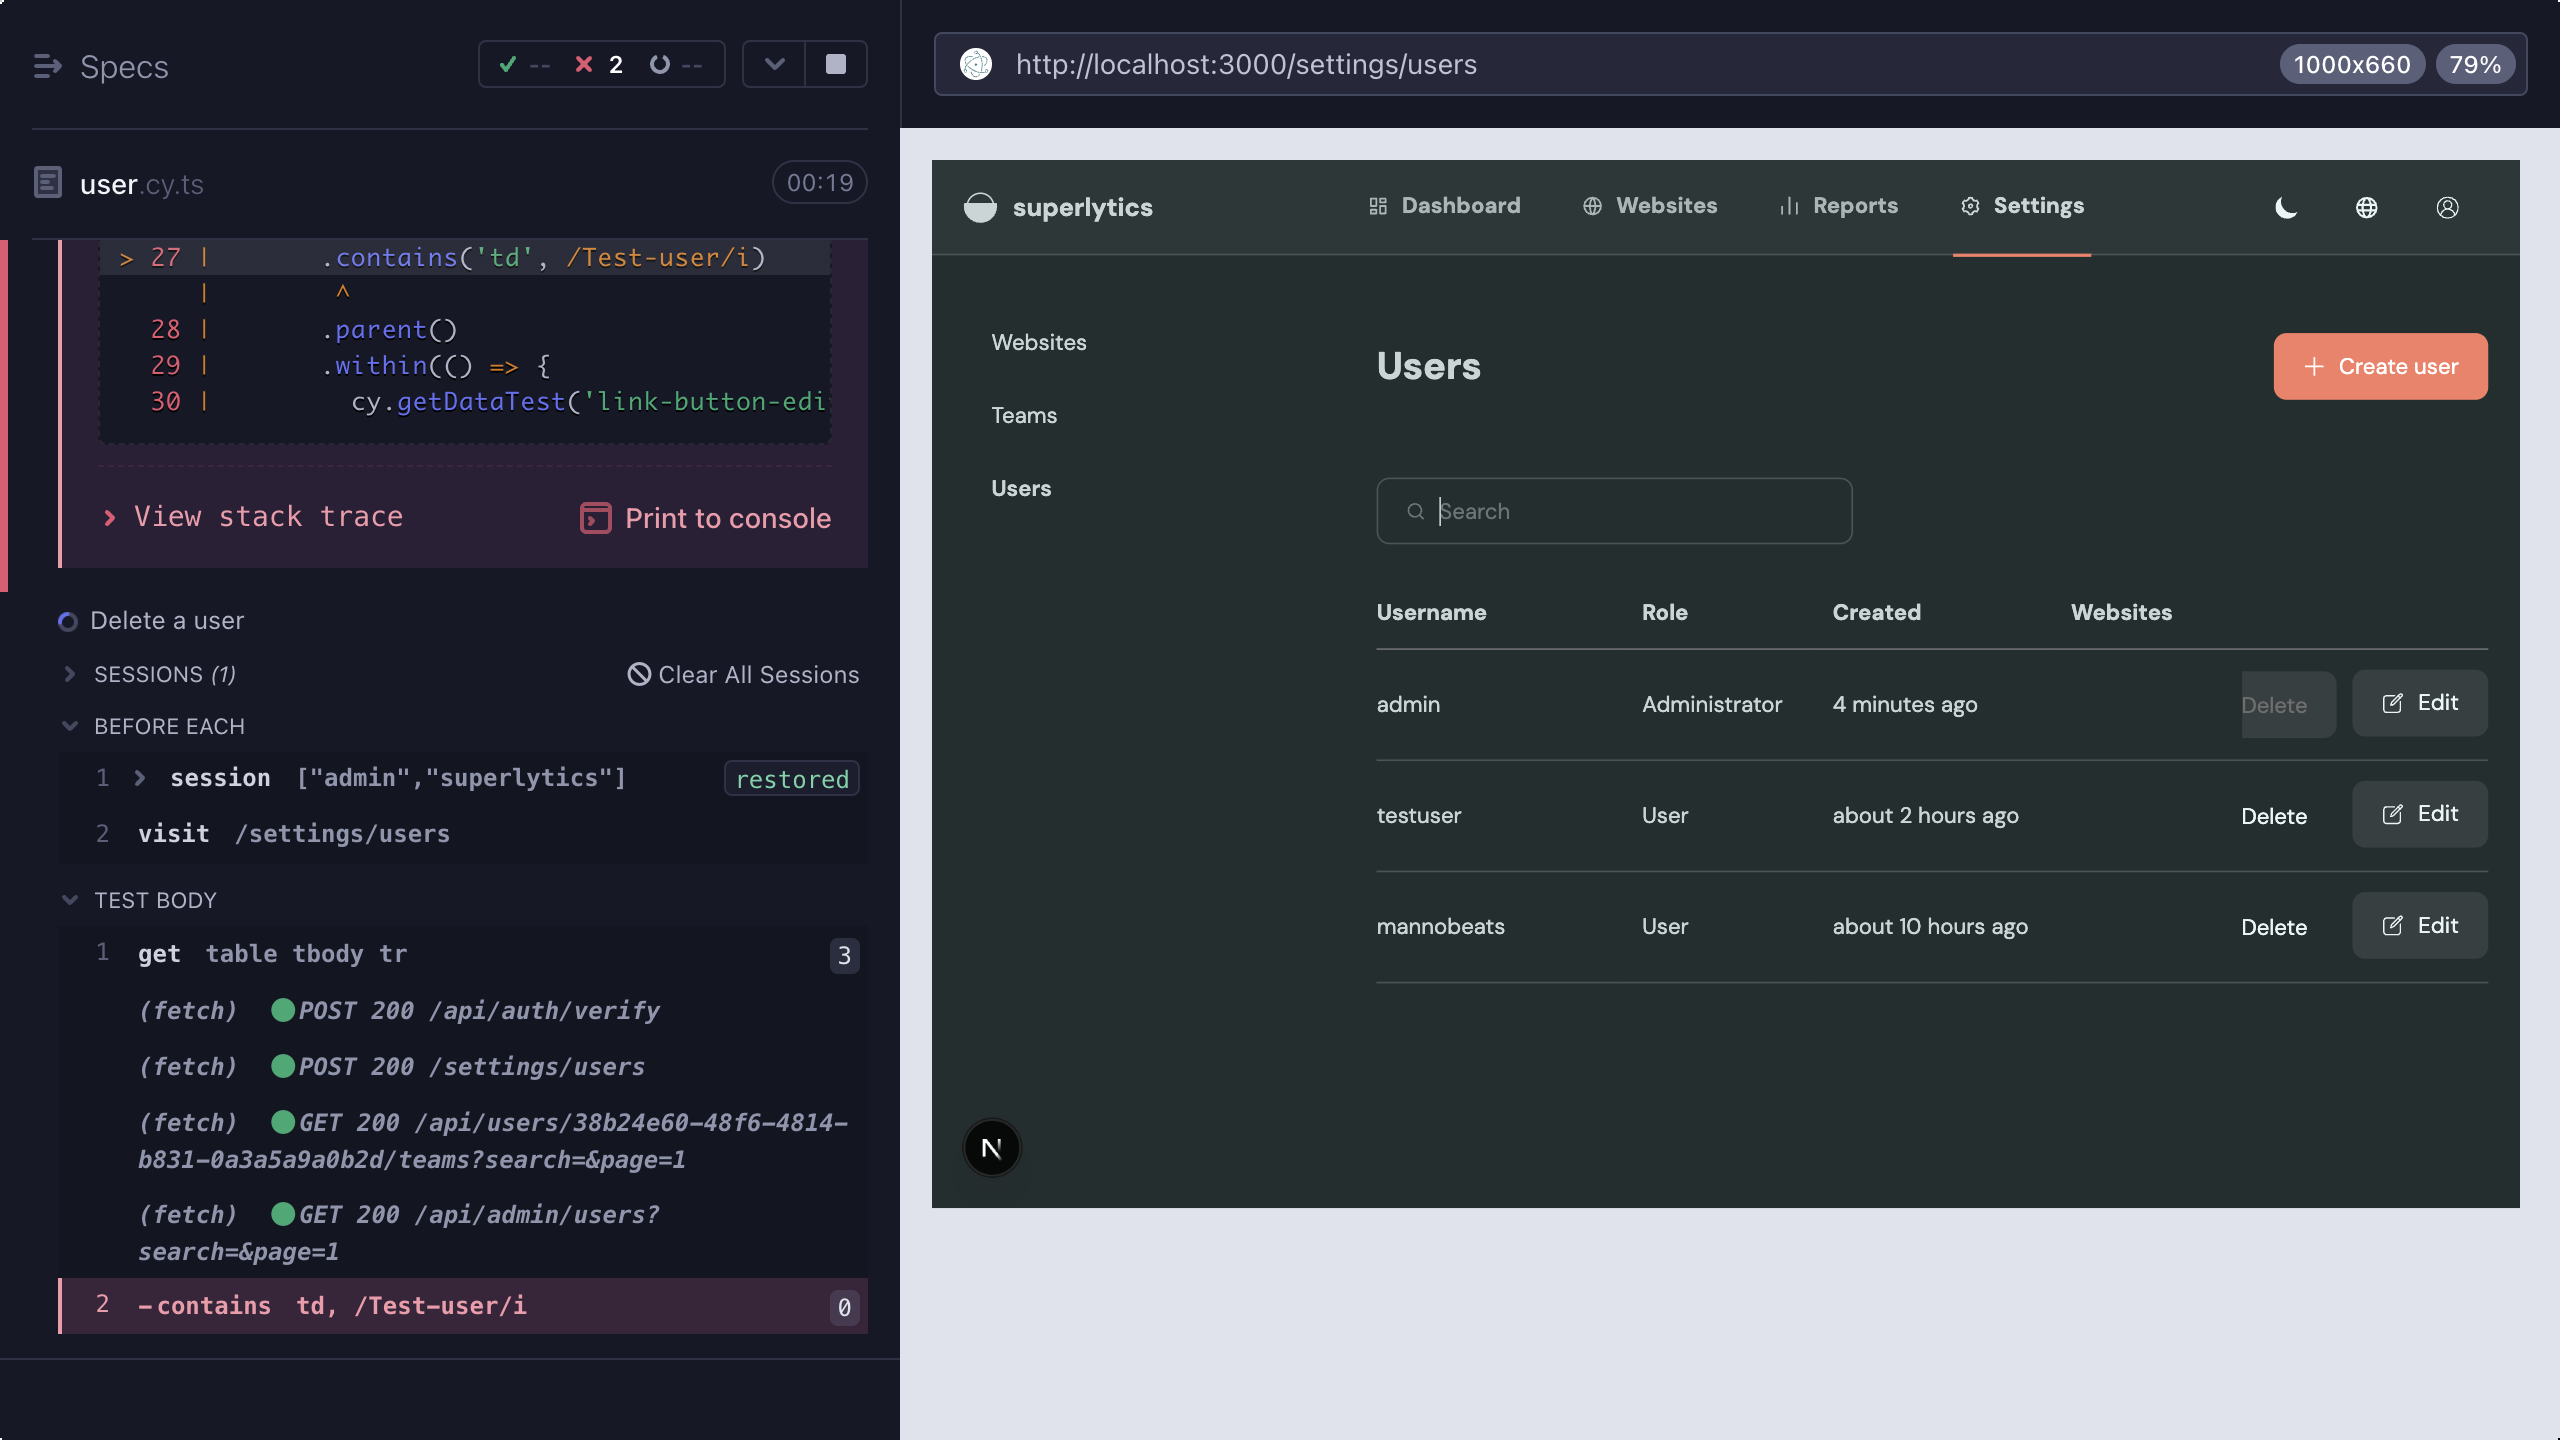 Specs
-- 2 --
user.cy.ts 00:19
> 27 | .contains('td', /Test-user/i)
| ^
28 | .parent()
29 | .within(() => {
30 | cy.getDataTest('link-button-edi
View stack trace Print to console
Delete a user
SESSIONS (1) Clear All Sessions
BEFORE EACH
1 session ["admin","superlytics"] restored
2 visit /settings/users
TEST BODY
1 get table tbody tr 3
(fetch) POST 200 /api/auth/verify
(fetch) POST 200 /settings/users
(fetch) GET 200 /api/users/38b24e60-48f6-4814-
b831-0a3a5a9a0b2d/teams?search=&page=1
(fetch) GET 200 /api/admin/users?
search=&page=1
2 -contains td, /Test-user/i 0
http://localhost:3000/settings/users 1000x660 79%
superlytics Dashboard Websites Reports Settings
Websites
Teams
Users
Users Create user
Search
Username Role Created Websites
admin Administrator 4 minutes ago Delete Edit
testuser User about 2 hours ago Delete Edit
mannobeats User about 10 hours ago Delete Edit
N